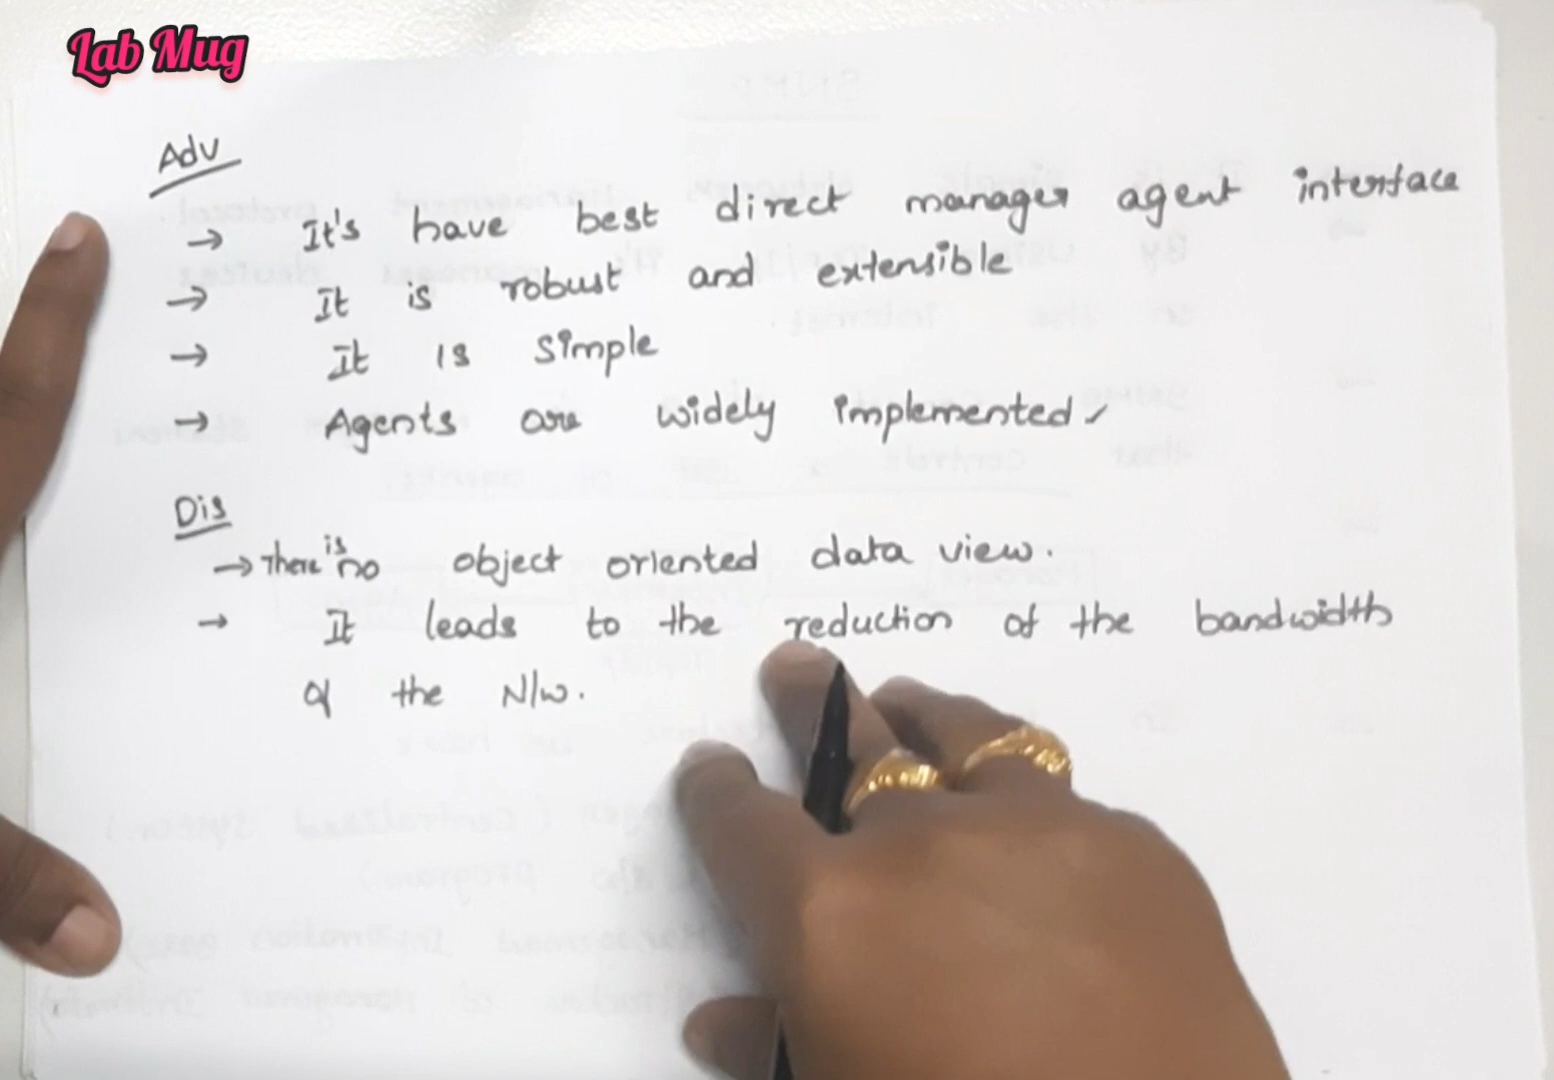 Lab Mug
Adv
→ It's have best direct manager agent interface
→ It is robust and extensible
→ It is simple
→ Agents are widely implemented
Dis
→ There is no object oriented data view.
→ It leads to the reduction of the bandwidth
of the N/w.